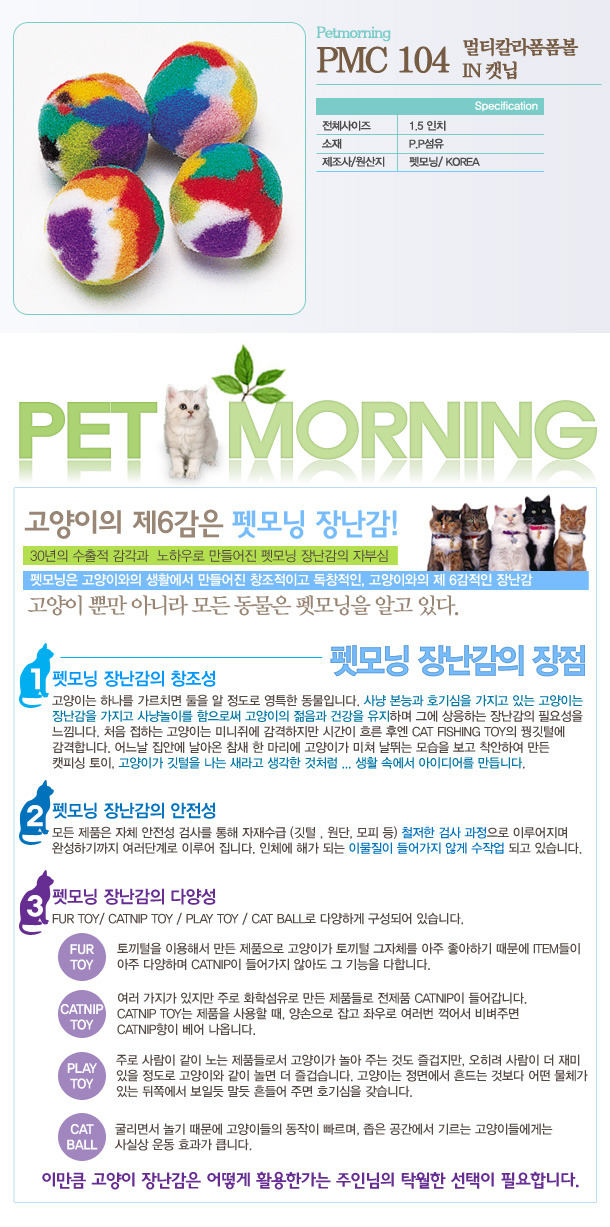 Petmorning
PMC 104 멀티칼라폼폼볼
IN 캣닙
Specification
전체사이즈 1.5 인치
소재 P.P섬유
제조사/원산지 펫모닝/ KOREA
PET MORNING
고양이의 제6감은 펫모닝 장난감!
30년의 수출적 감각과 노하우로 만들어진 펫모닝 장난감의 자부심
펫모닝은 고양이와의 생활에서 만들어진 창조적이고 독창적인, 고양이와의 제 6감적인 장난감
고양이 뿐만 아니라 모든 동물은 펫모닝을 알고 있다.
펫모닝 장난감의 장점
1 펫모닝 장난감의 창조성
고양이는 하나를 가르치면 둘을 알 정도로 영특한 동물입니다. 사냥 본능과 호기심을 가지고 있는 고양이는
장난감을 가지고 사냥놀이를 함으로써 고양이의 젊음과 건강을 유지하며 그에 상응하는 장난감의 필요성을
느낍니다. 처음 접하는 고양이는 미니쥐에 감격하지만 시간이 흐른 후엔 CAT FISHING TOY의 꿩깃털에
감격합니다. 어느날 집안에 날아온 참새 한 마리에 고양이가 미쳐 날뛰는 모습을 보고 착안하여 만든
캣피싱 토이, 고양이가 깃털을 나는 새라고 생각한 것처럼 ... 생활 속에서 아이디어를 만듭니다.
2 펫모닝 장난감의 안전성
모든 제품은 자체 안전성 검사를 통해 자재수급 (깃털 , 원단, 모피 등) 철저한 검사 과정으로 이루어지며
완성하기까지 여러단계로 이루어 집니다. 인체에 해가 되는 이물질이 들어가지 않게 수작업 되고 있습니다.
3 펫모닝 장난감의 다양성
FUR TOY/ CATNIP TOY / PLAY TOY / CAT BALL로 다양하게 구성되어 있습니다.
FUR
TOY
토끼털을 이용해서 만든 제품으로 고양이가 토끼털 그자체를 아주 좋아하기 때문에 ITEM들이
아주 다양하며 CATNIP이 들어가지 않아도 그 기능을 다합니다.
CATNIP
TOY
여러 가지가 있지만 주로 화학섬유로 만든 제품들로 전제품 CATNIP이 들어갑니다.
CATNIP TOY는 제품을 사용할 때, 양손으로 잡고 좌우로 여러번 꺽어서 비벼주면
CATNIP향이 베어 나옵니다.
PLAY
TOY
주로 사람이 같이 노는 제품들로서 고양이가 놀아 주는 것도 즐겁지만, 오히려 사람이 더 재미
있을 정도로 고양이와 같이 놀면 더 즐겁습니다. 고양이는 정면에서 흔드는 것보다 어떤 물체가
있는 뒤쪽에서 보일듯 말듯 흔들어 주면 호기심을 갖습니다.
CAT
BALL
굴리면서 놀기 때문에 고양이들의 동작이 빠르며, 좁은 공간에서 기르는 고양이들에게는
사실상 운동 효과가 큽니다.
이만큼 고양이 장난감은 어떻게 활용한가는 주인님의 탁월한 선택이 필요합니다.